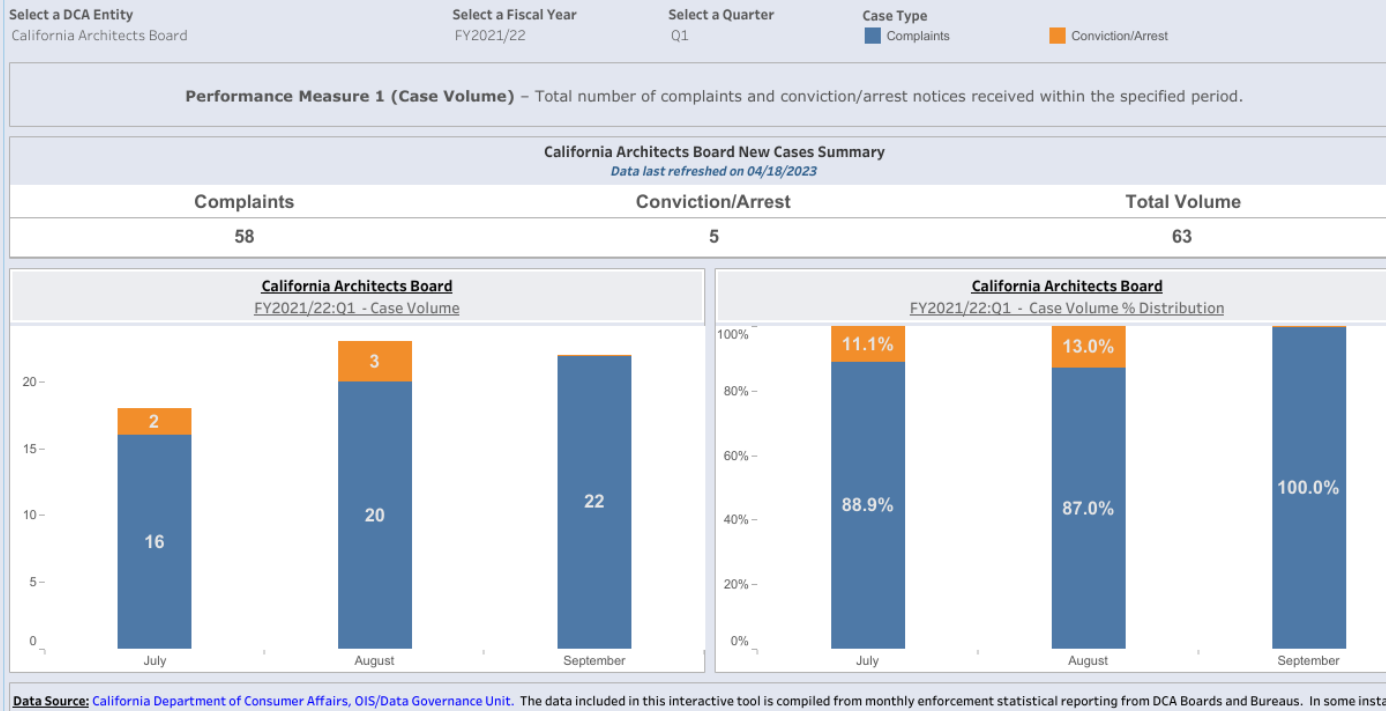 Select a DCA Entity
Select a Fiscal Year
Select a Quarter
Case Type
California Architects Board
FY2021/22
Q1
Complaints
Conviction/Arrest
Performance Measure 1 (Case Volume) – Total number of complaints and conviction/arrest notices received within the specified period.
California Architects Board New Cases Summary
Data last refreshed on 04/18/2023
Complaints
Conviction/Arrest
Total Volume
58
5
63
California Architects Board
FY2021/22:Q1 - Case Volume
20
15
10
5
0
2
16
3
20
22
July
August
September
California Architects Board
FY2021/22:Q1 - Case Volume % Distribution
100%
80%
60%
40%
20%
0%
11.1%
88.9%
13.0%
87.0%
100.0%
July
August
September
Data Source: California Department of Consumer Affairs, OIS/Data Governance Unit. The data included in this interactive tool is compiled from monthly enforcement statistical reporting from DCA Boards and Bureaus. In some